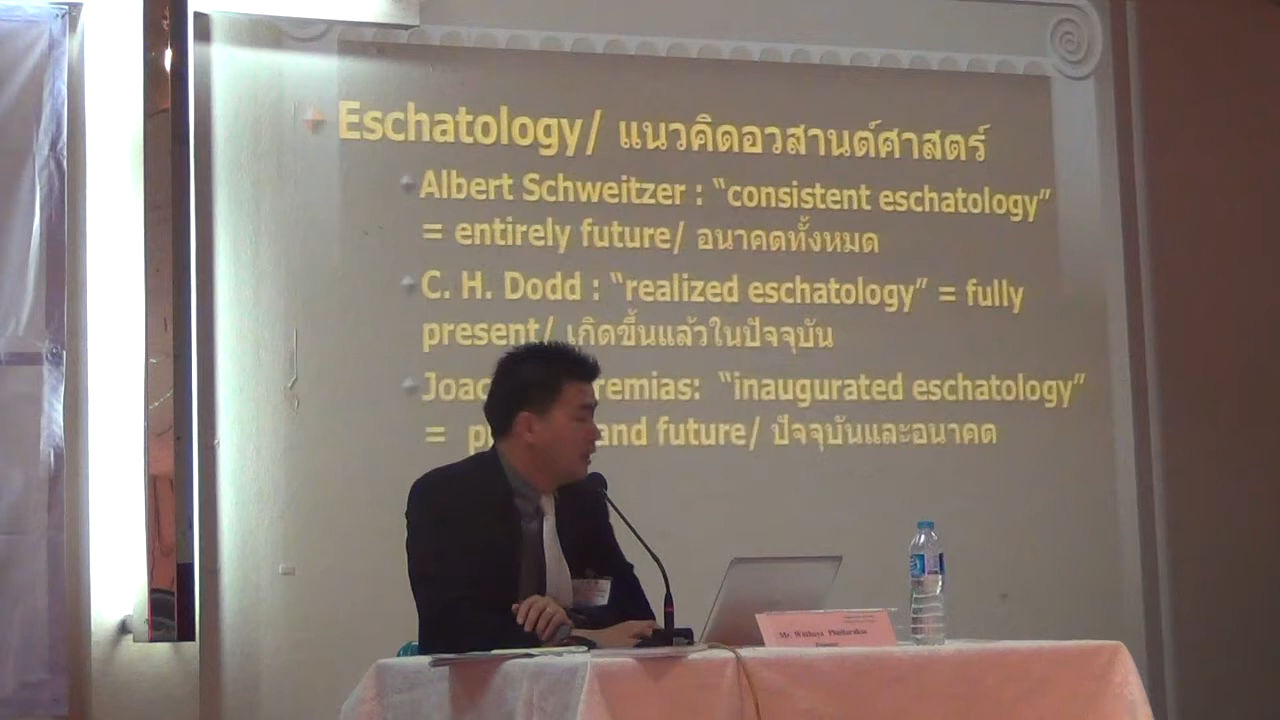 Eschatology/ แนวคิดอวสานต์ศาสตร์
Albert Schweitzer : “consistent eschatology”
= entirely future/ อนาคตทั้งหมด
C. H. Dodd : “realized eschatology” = fully
present/ เกิดขึ้นแล้วในปัจจุบัน
Joac remias: “inaugurated eschatology”
= p and future/ ปัจจุบันและอนาคต
Mr.